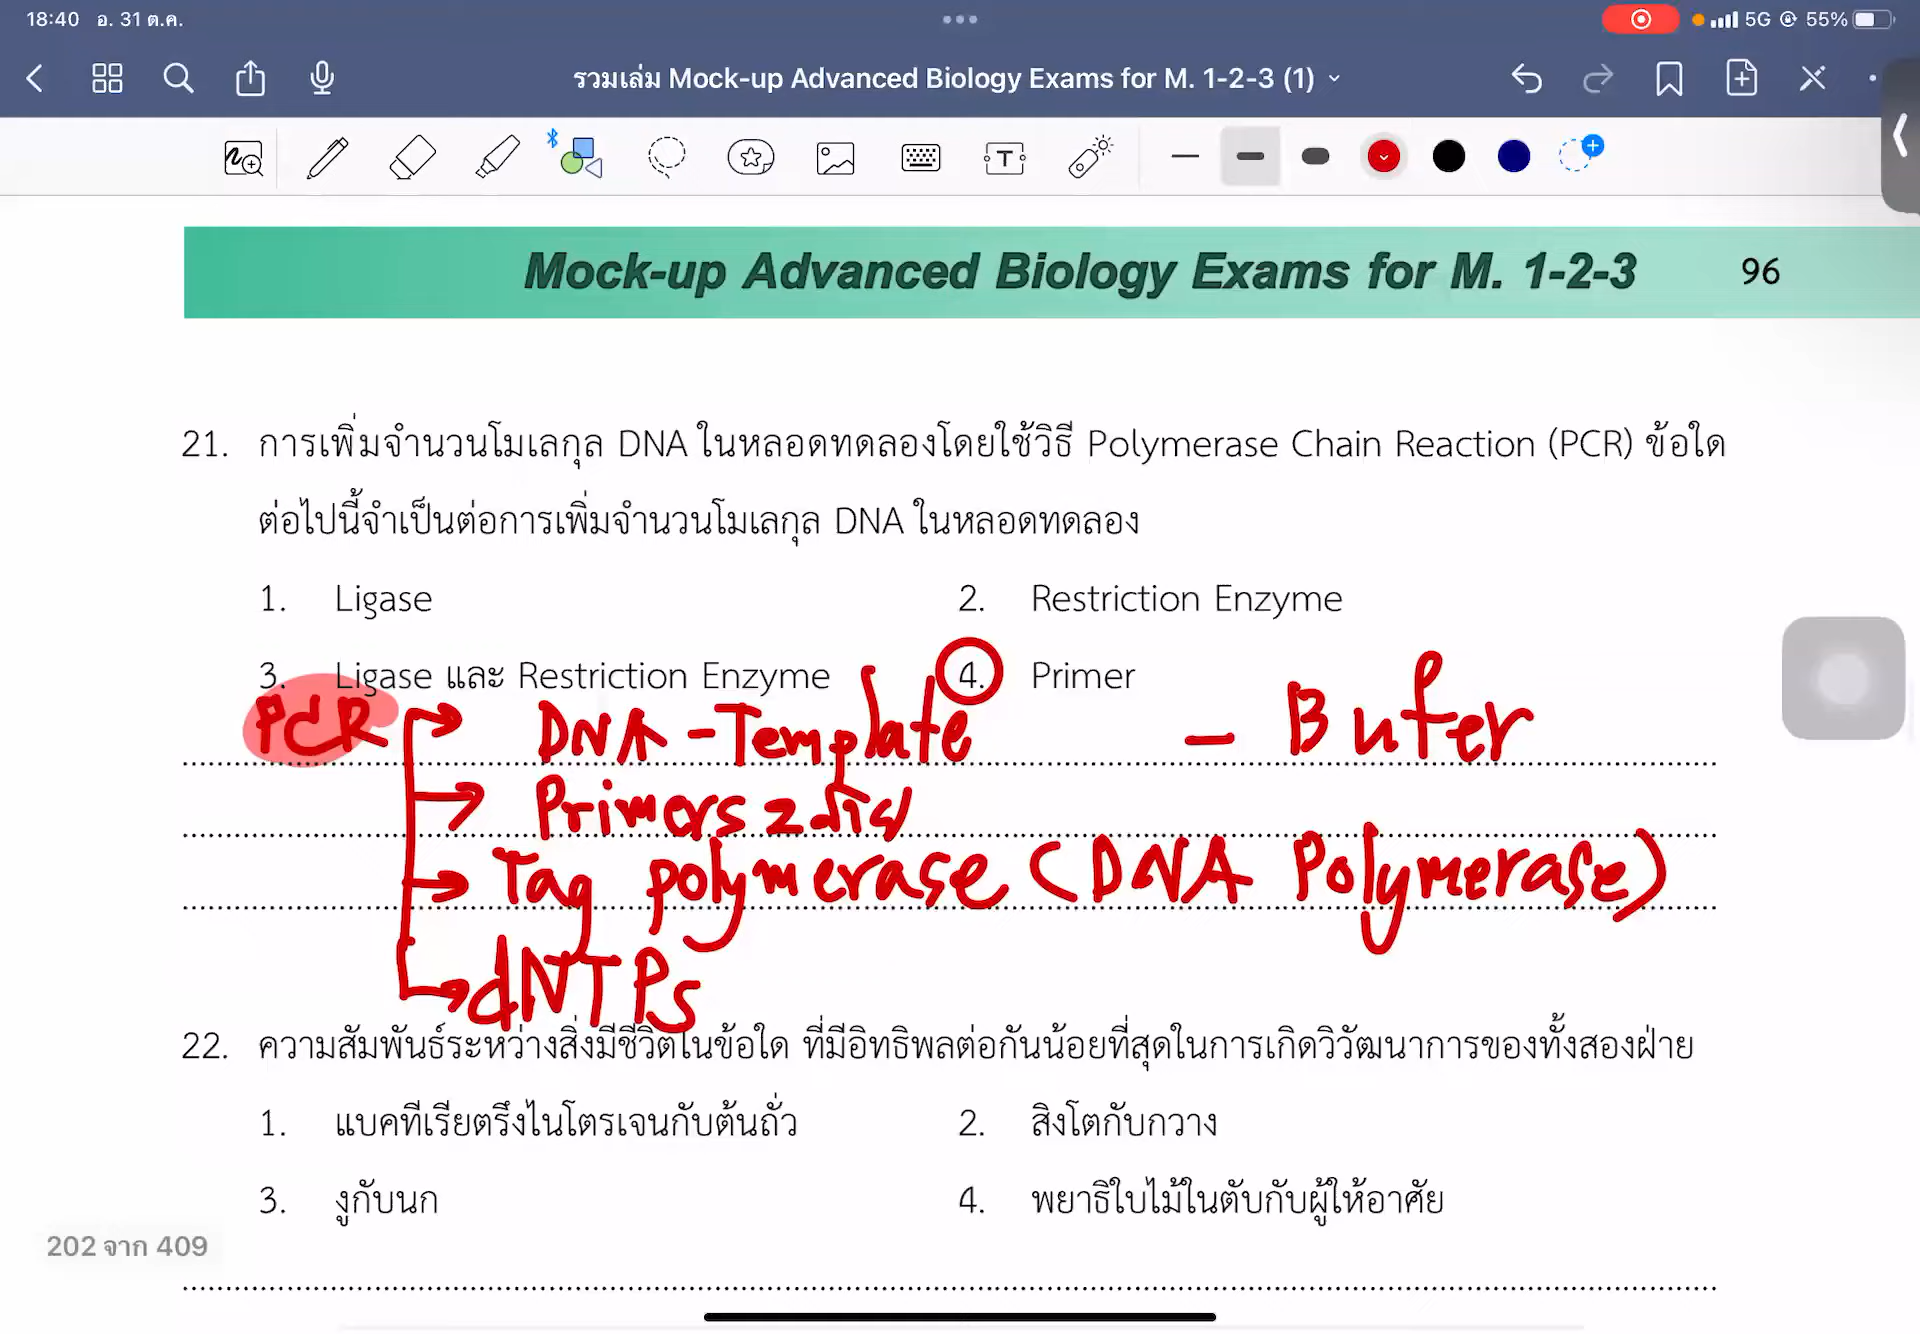 18:40 อ. 31 ต.ค.
5G 55%
รวมเล่ม Mock-up Advanced Biology Exams for M. 1-2-3 (1)
Mock-up Advanced Biology Exams for M. 1-2-3 96
21. การเพิ่มจำนวนโมเลกุล DNA ในหลอดทดลองโดยใช้วิธี Polymerase Chain Reaction (PCR) ข้อใด
ต่อไปนี้จำเป็นต่อการเพิ่มจำนวนโมเลกุล DNA ในหลอดทดลอง
1. Ligase 2. Restriction Enzyme
3. Ligase และ Restriction Enzyme 4. Primer
PCR DNA - Template - Bufer
Primers 2 สาย
Tag polymerase (DNA Polymerase)
dNTPs
22. ความสัมพันธ์ระหว่างสิ่งมีชีวิตในข้อใด ที่มีอิทธิพลต่อกันน้อยที่สุดในการเกิดวิวัฒนาการของทั้งสองฝ่าย
1. แบคทีเรียตรึงไนโตรเจนกับต้นถั่ว 2. สิงโตกับกวาง
3. งูกับนก 4. พยาธิใบไม้ในตับกับผู้ให้อาศัย
202 จาก 409